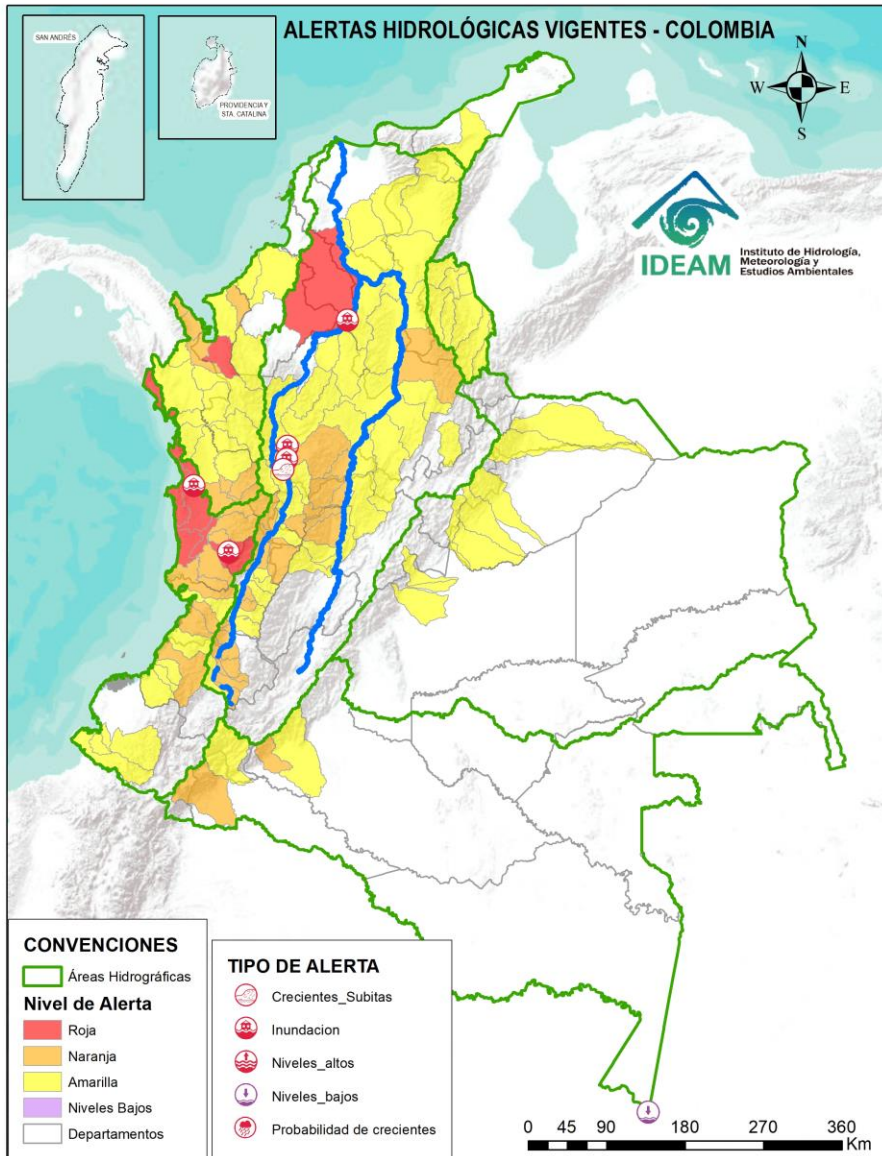 ALERTAS HIDROLÓGICAS VIGENTES - COLOMBIA
SAN ANDRÉS
PROVIDENCIA Y
STA. CATALINA
N
W E
S
IDEAM
Instituto de Hidrología,
Meteorología y
Estudios Ambientales
CONVENCIONES
Áreas Hidrográficas
Nivel de Alerta
Roja
Naranja
Amarilla
Niveles Bajos
Departamentos
TIPO DE ALERTA
Crecientes_Subitas
Inundacion
Niveles_altos
Niveles_bajos
Probabilidad de crecientes
0 45 90 180 270 360
Km